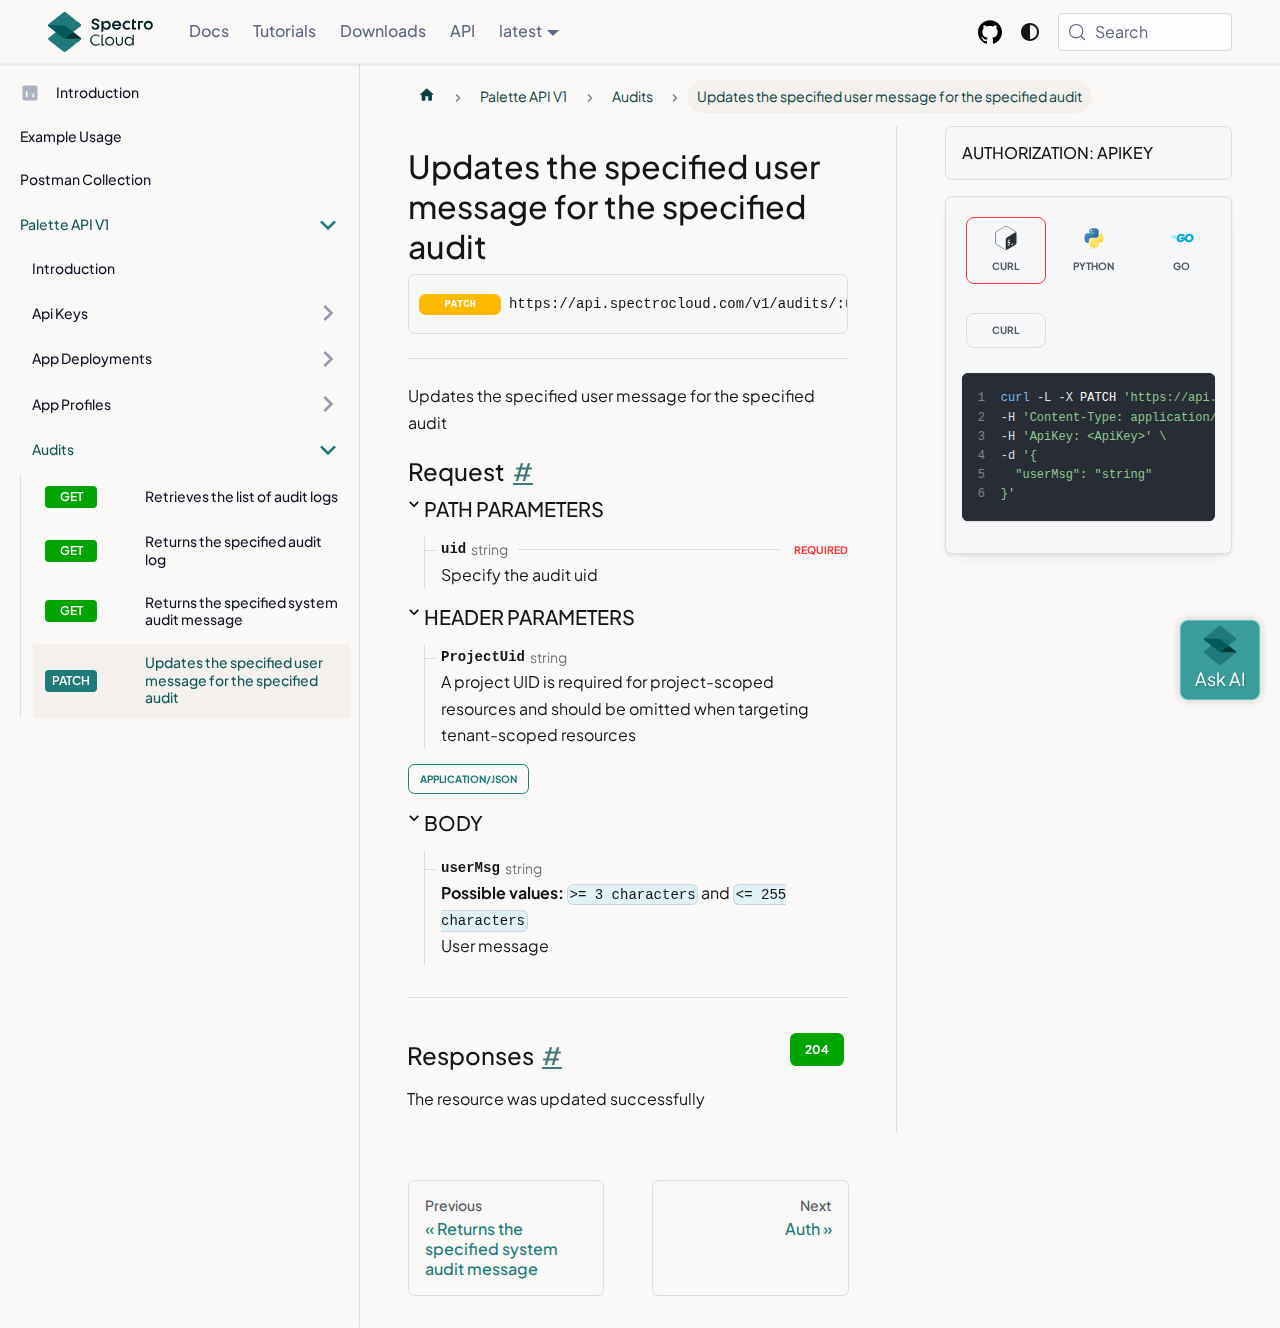 Spectro Cloud
Docs
Tutorials
Downloads
API
latest
Search
Introduction
Example Usage
Postman Collection
Palette API V1
Introduction
Api Keys
App Deployments
App Profiles
Audits
GET Retrieves the list of audit logs
GET Returns the specified audit
log
GET Returns the specified system
audit message
PATCH Updates the specified user
message for the specified
audit
Palette API V1
Audits
Updates the specified user message for the specified audit
Updates the specified user
message for the specified
audit
PATCH https://api.spectrocloud.com/v1/audits/:u
Updates the specified user message for the specified
audit
Request #
PATH PARAMETERS
uid string REQUIRED
Specify the audit uid
HEADER PARAMETERS
ProjectUid string
A project UID is required for project-scoped
resources and should be omitted when targeting
tenant-scoped resources
APPLICATION/JSON
BODY
userMsg string
Possible values: >= 3 characters and <= 255
characters
User message
Responses #
204
The resource was updated successfully
Previous
« Returns the
specified system
audit message
Next
Auth »
AUTHORIZATION: APIKEY
CURL
PYTHON
GO
CURL
1 curl -L -X PATCH 'https://api.
2 -H 'Content-Type: application/
3 -H 'ApiKey: <ApiKey>' \
4 -d '{
5 "userMsg": "string"
6 }'
Ask AI